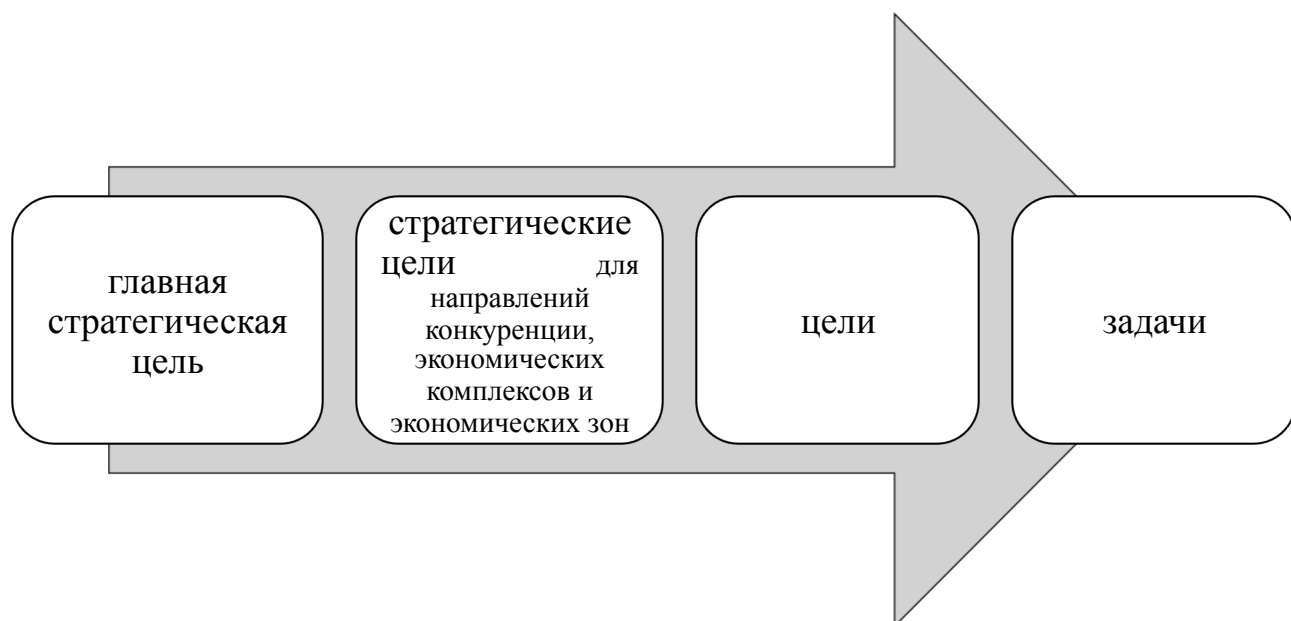 главная
стратегическая
цель
стратегические
цели для
направлений
конкуренции,
экономических
комплексов и
экономических зон
цели
задачи